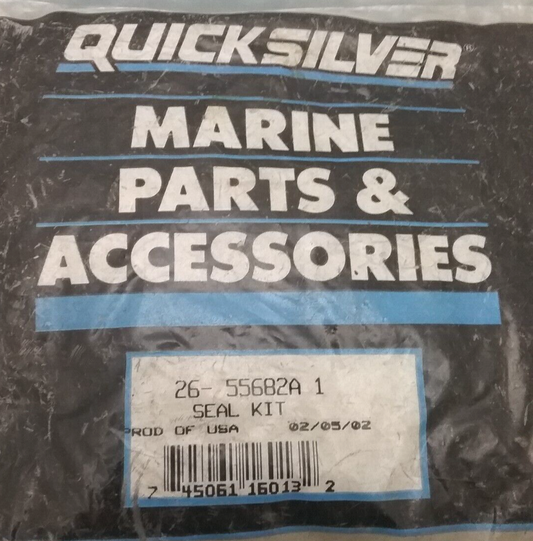 QUICKSILVER
MARINE
PARTS &
ACCESSORIES
26- 55682A 1
SEAL KIT
PROD OF USA 02/05/02
7 45061 16013 2